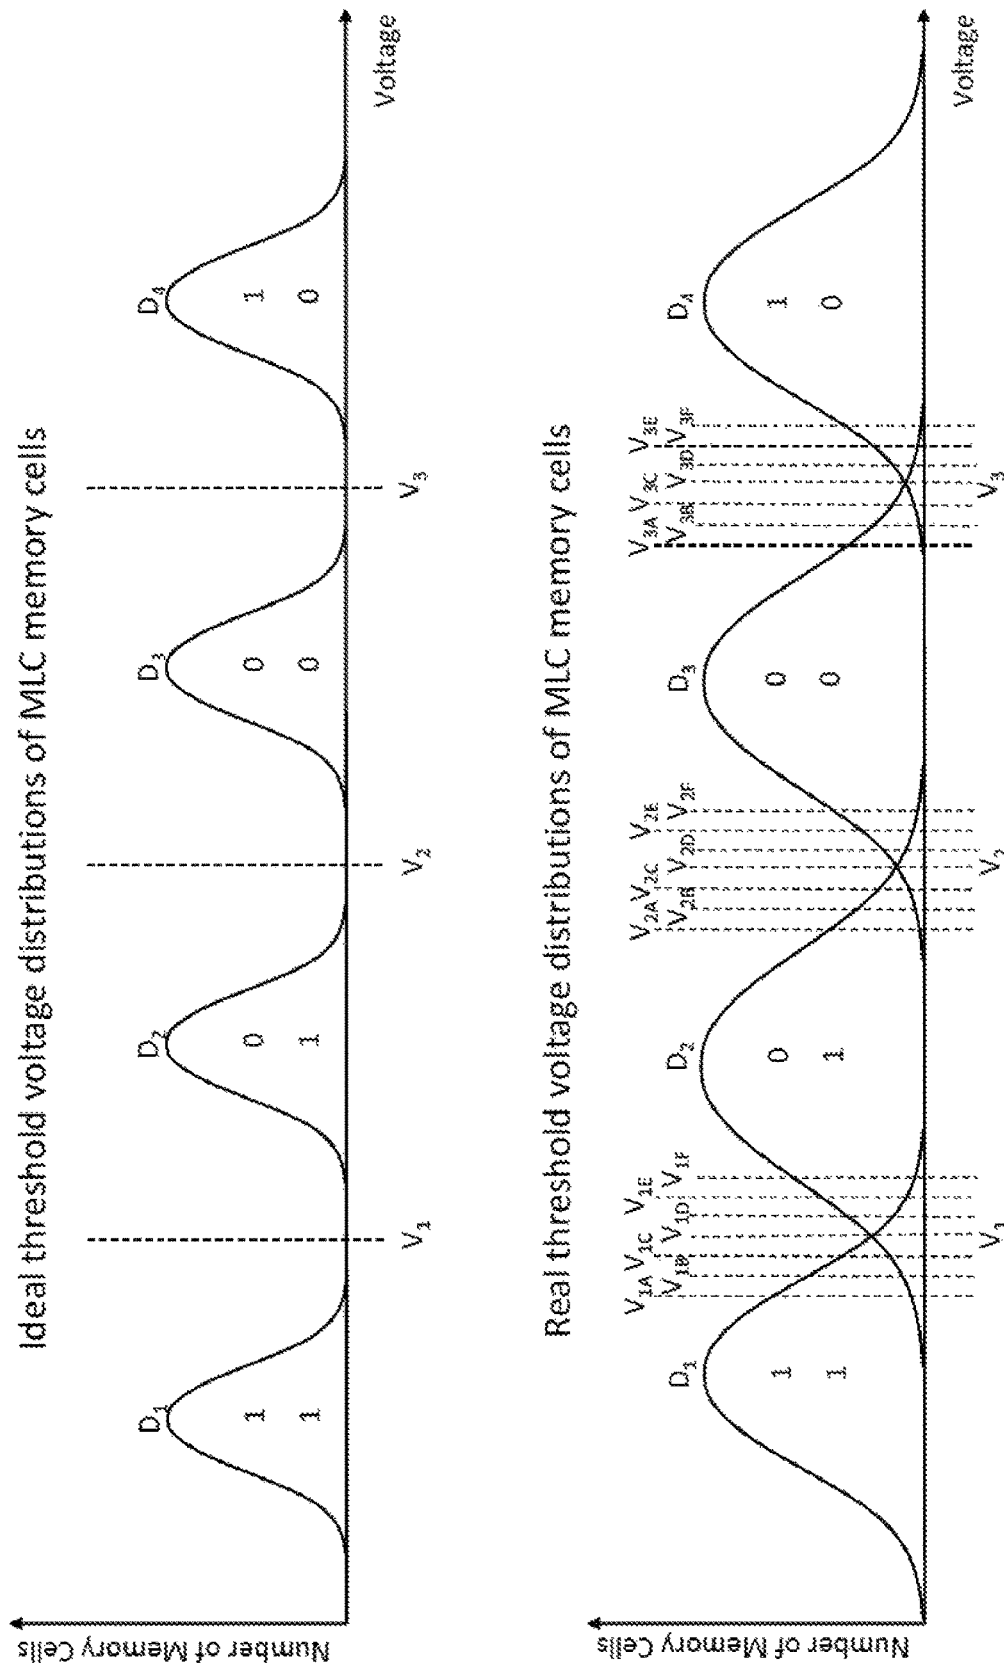 Ideal threshold voltage distributions of MLC memory cells
Number of Memory Cells
D1
D2
D3
D4
1
0
0
1
1
1
0
0
V1
V2
V3
Voltage
Real threshold voltage distributions of MLC memory cells
Number of Memory Cells
V1A
V1C
V1E
V2A
V2C
V2E
V3A
V3C
V3E
V1B
V1D
V1F
V2B
V2D
V2F
V3B
V3D
V3F
D1
D2
D3
D4
1
0
0
1
1
1
0
0
V1
V2
V3
Voltage